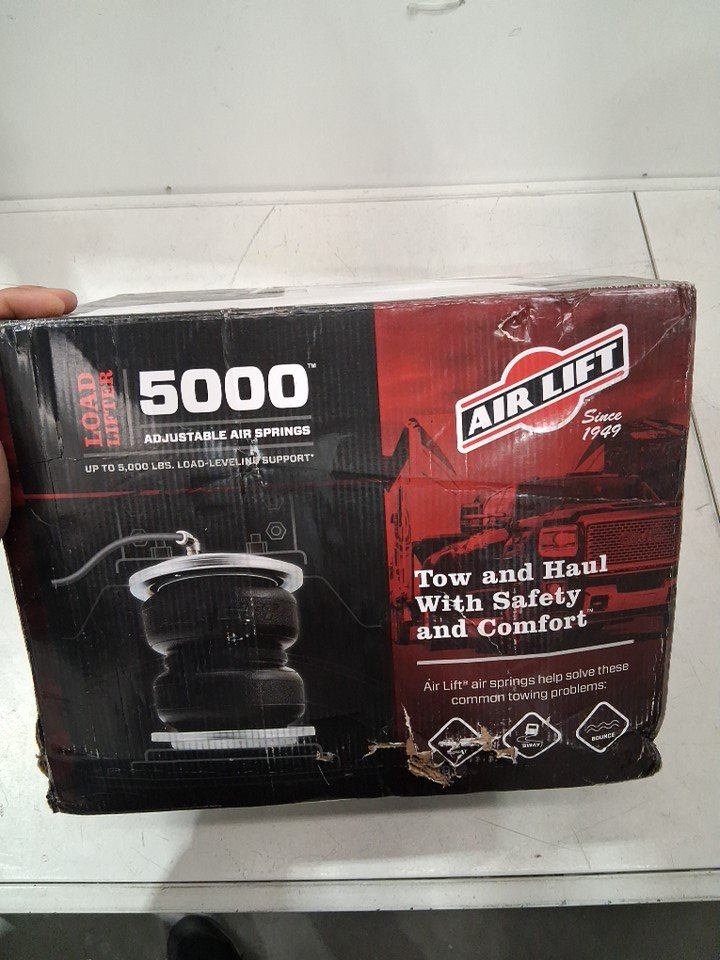 LOAD LIFTER
5000™
ADJUSTABLE AIR SPRINGS
UP TO 5,000 LBS. LOAD-LEVELING SUPPORT*
AIR LIFT
Since
1949
Tow and Haul
With Safety
and Comfort™
Air Lift™ air springs help solve these
common towing problems:
SWAY
BOUNCE